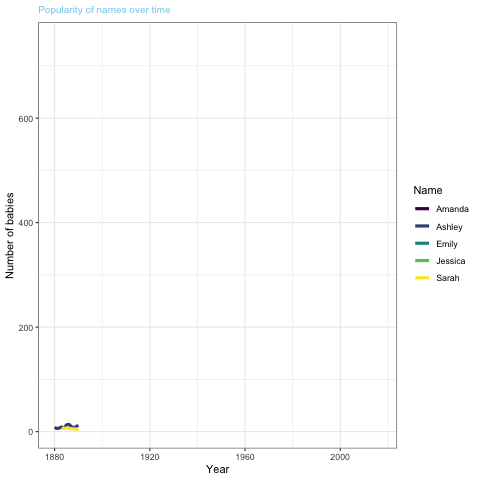 Popularity of names over time
Number of babies
600
400
200
0
1880 1920 1960 2000
Year
Name
Amanda
Ashley
Emily
Jessica
Sarah